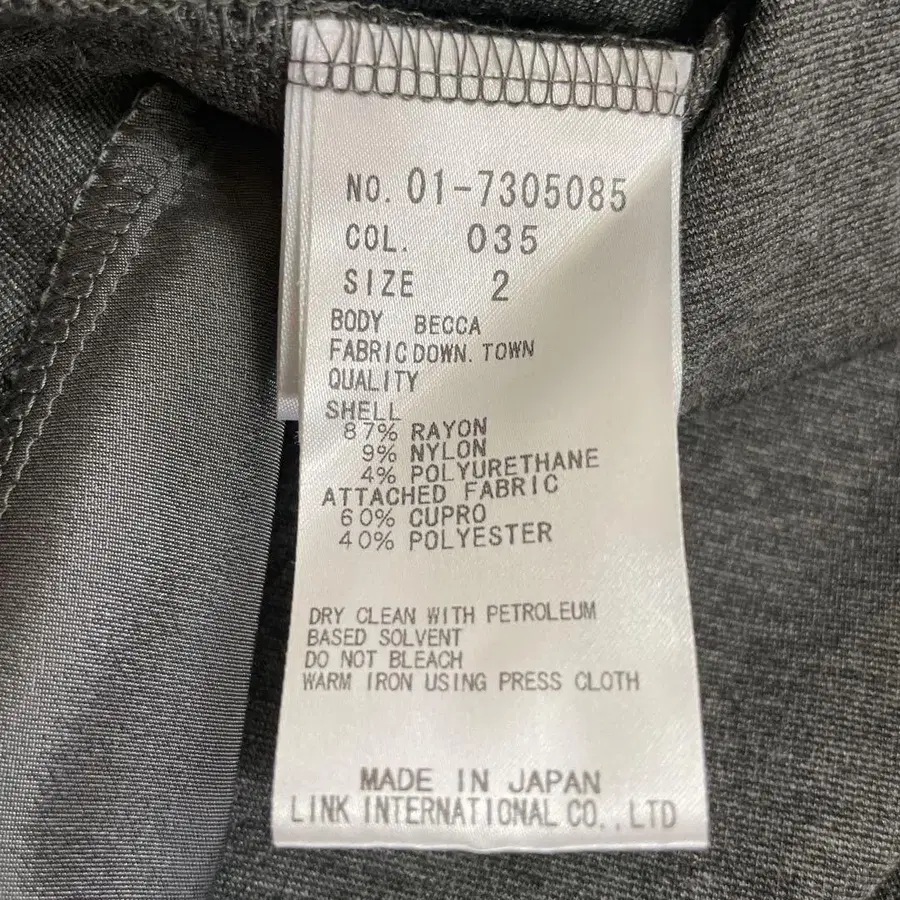 NO. 01-7305085
COL. 035
SIZE 2
BODY BECCA
FABRIC DOWN. TOWN
QUALITY
SHELL
87% RAYON
9% NYLON
4% POLYURETHANE
ATTACHED FABRIC
60% CUPRO
40% POLYESTER
DRY CLEAN WITH PETROLEUM
BASED SOLVENT
DO NOT BLEACH
WARM IRON USING PRESS CLOTH
MADE IN JAPAN
LINK INTERNATIONAL CO.,LTD